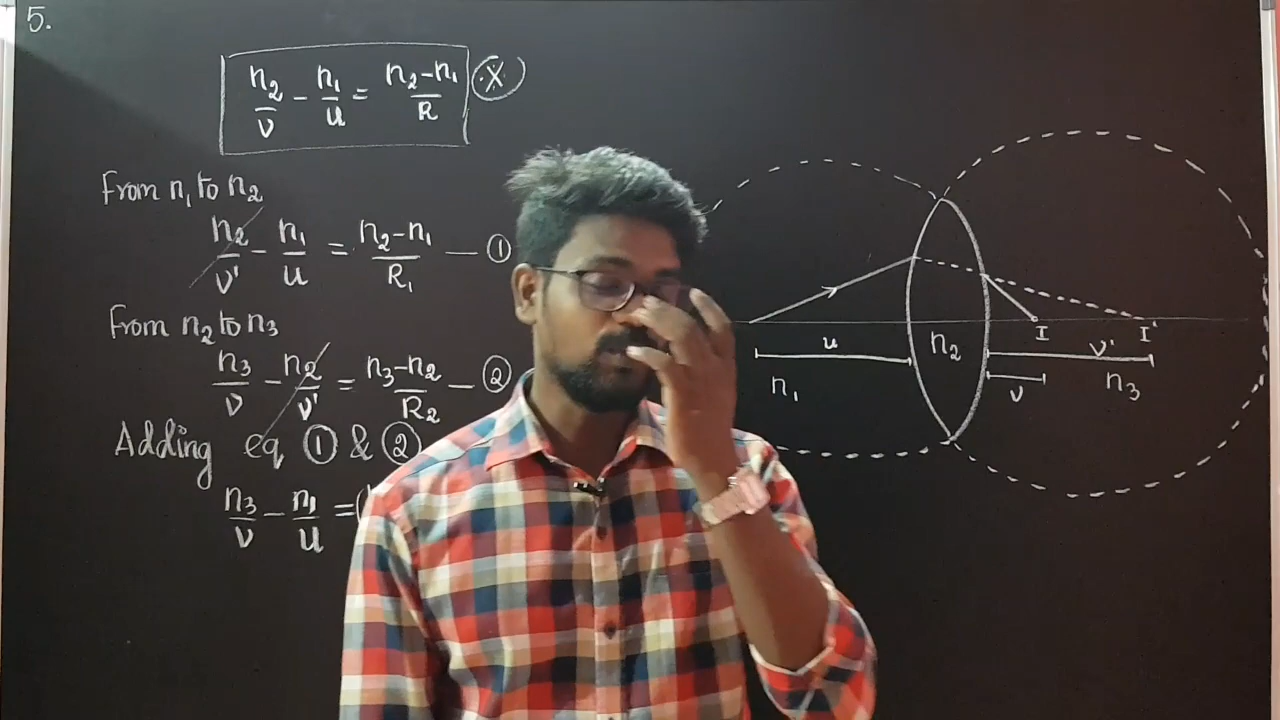 5.
n₂/v − n₁/u = (n₂−n₁)/R (X)
From n₁ to n₂
n₂/v' − n₁/u = (n₂−n₁)/R₁ — ①
From n₂ to n₃
n₃/v − n₂/v' = (n₃−n₂)/R₂ — ②
Adding eq ① & ②
n₃/v − n₁/u = (
I I'
u n₂ v'
n₁ v n₃